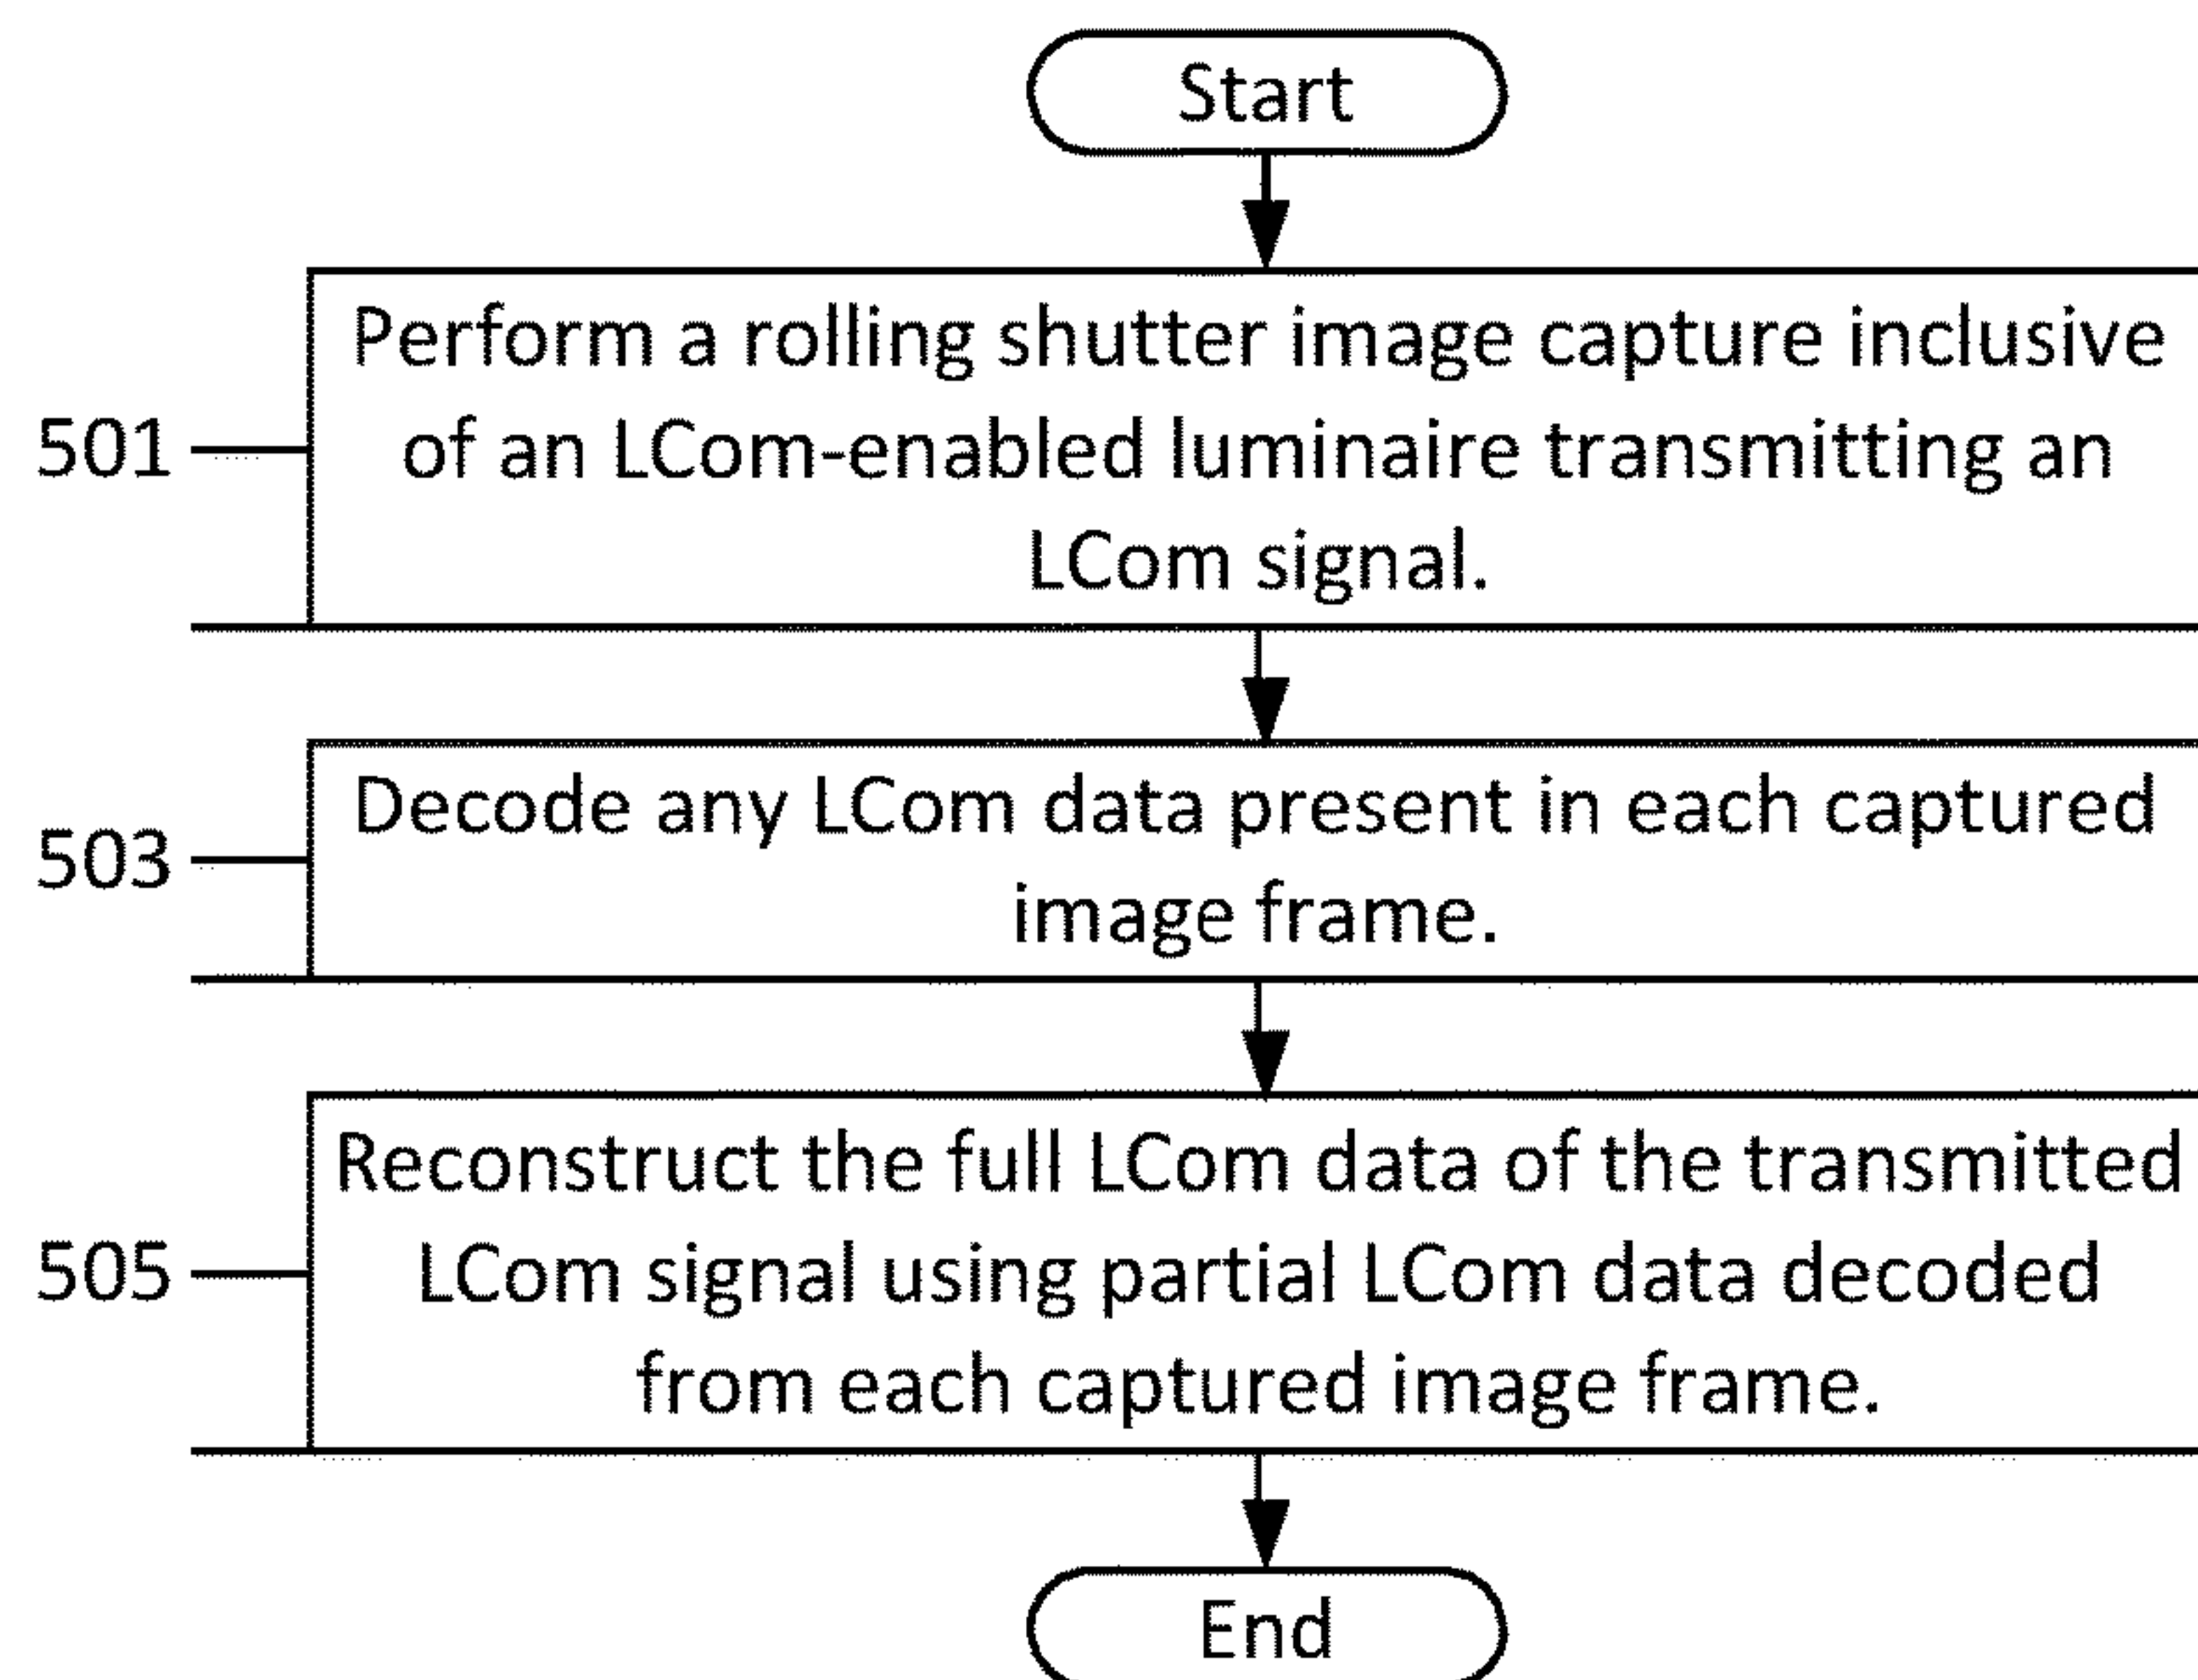 Start
501
Perform a rolling shutter image capture inclusive
of an LCom-enabled luminaire transmitting an
LCom signal.
503
Decode any LCom data present in each captured
image frame.
505
Reconstruct the full LCom data of the transmitted
LCom signal using partial LCom data decoded
from each captured image frame.
End